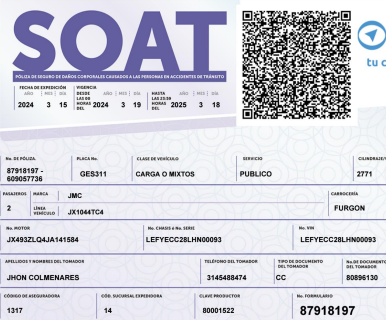 SOAT
PÓLIZA DE SEGURO DE DAÑOS CORPORALES CAUSADOS A LAS PERSONAS EN ACCIDENTES DE TRÁNSITO
tu c
FECHA DE EXPEDICIÓN VIGENCIA
AÑO MES DÍA DESDE LAS 00 HORAS DEL AÑO MES DÍA HASTA LAS 23:59 HORAS DEL AÑO MES DÍA
2024 3 15 2024 3 19 2025 3 18
No. DE PÓLIZA PLACA No. CLASE DE VEHÍCULO SERVICIO CILINDRAJE/
87918197 - 609057736 GES311 CARGA O MIXTOS PUBLICO 2771
PASAJEROS MARCA JMC CARROCERÍA
2 LÍNEA VEHÍCULO JX1044TC4 FURGON
No. MOTOR No. CHASIS ó No. SERIE No. VIN
JX493ZLQ4JA141584 LEFYECC28LHN00093 LEFYECC28LHN00093
APELLIDOS Y NOMBRES DEL TOMADOR TELÉFONO DEL TOMADOR TIPO DE DOCUMENTO DEL TOMADOR No. DE DOCUMENTO DEL TOMADOR
JHON COLMENARES 3145488474 CC 80896130
CÓDIGO DE ASEGURADORA CÓD. SUCURSAL EXPEDIDORA CLAVE PRODUCTOR No. FORMULARIO
1317 14 80001522 87918197